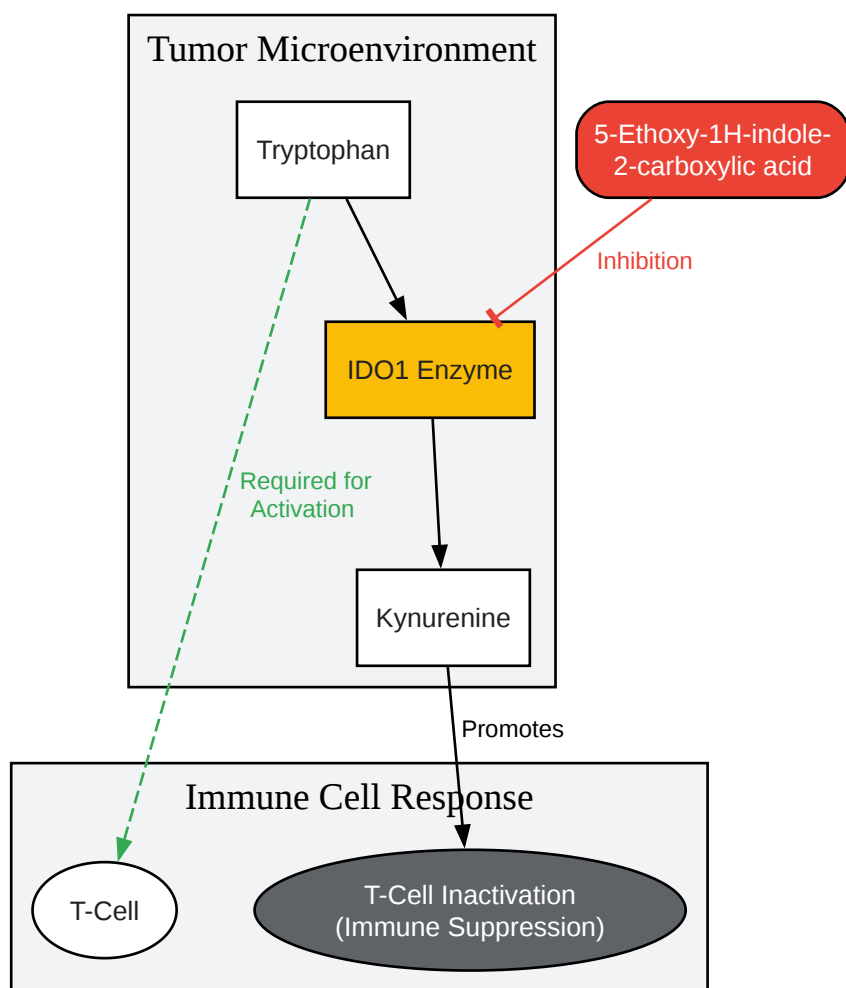 Tumor Microenvironment
Tryptophan
5-Ethoxy-1H-indole-
2-carboxylic acid
Inhibition
IDO1 Enzyme
Required for
Activation
Kynurenine
Promotes
Immune Cell Response
T-Cell
T-Cell Inactivation
(Immune Suppression)